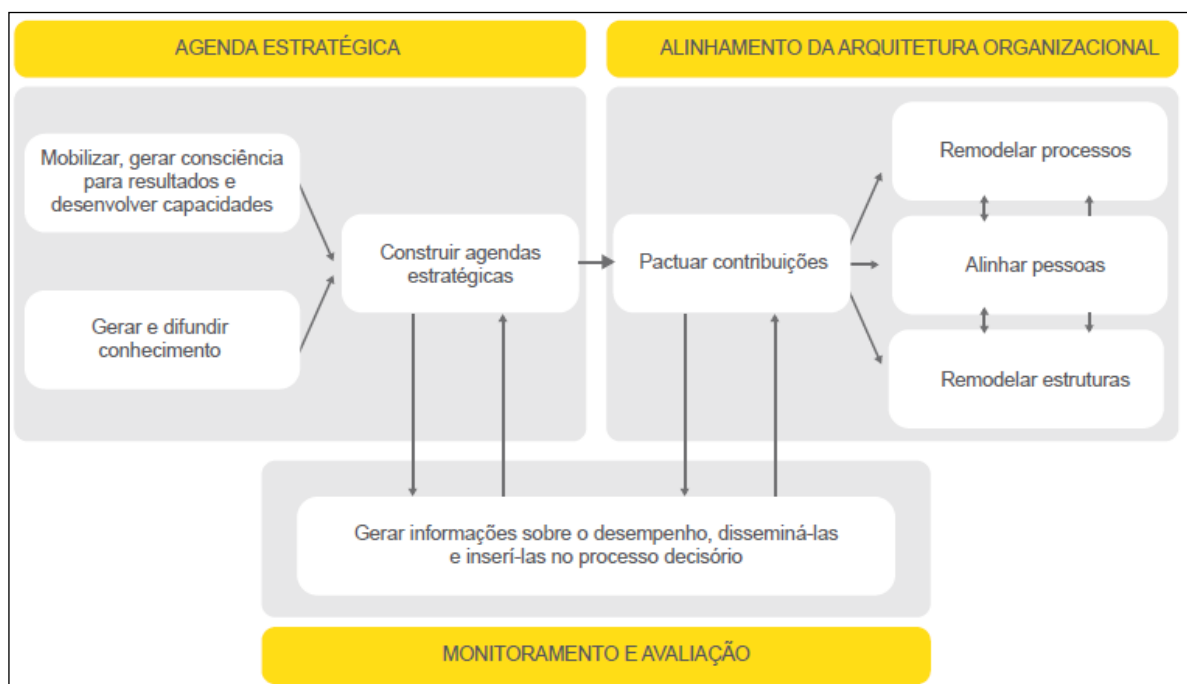 AGENDA ESTRATÉGICA
ALINHAMENTO DA ARQUITETURA ORGANIZACIONAL
Mobilizar, gerar consciência
para resultados e
desenvolver capacidades
Gerar e difundir
conhecimento
Construir agendas
estratégicas
Pactuar contribuições
Remodelar processos
Alinhar pessoas
Remodelar estruturas
Gerar informações sobre o desempenho, disseminá-las
e inserí-las no processo decisório
MONITORAMENTO E AVALIAÇÃO